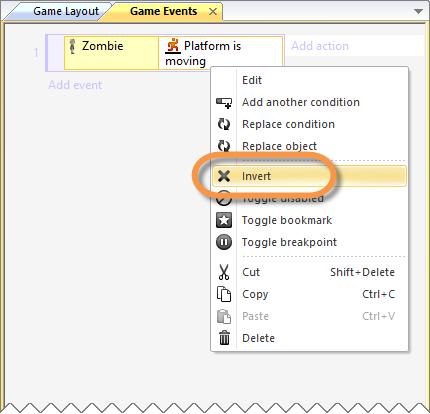 Game Layout Game Events
1 Zombie Platform is Add action
moving
Add event
Edit
Add another condition
Replace condition
Replace object
Invert
Toggle disabled
Toggle bookmark
Toggle breakpoint
Cut Shift+Delete
Copy Ctrl+C
Paste Ctrl+V
Delete